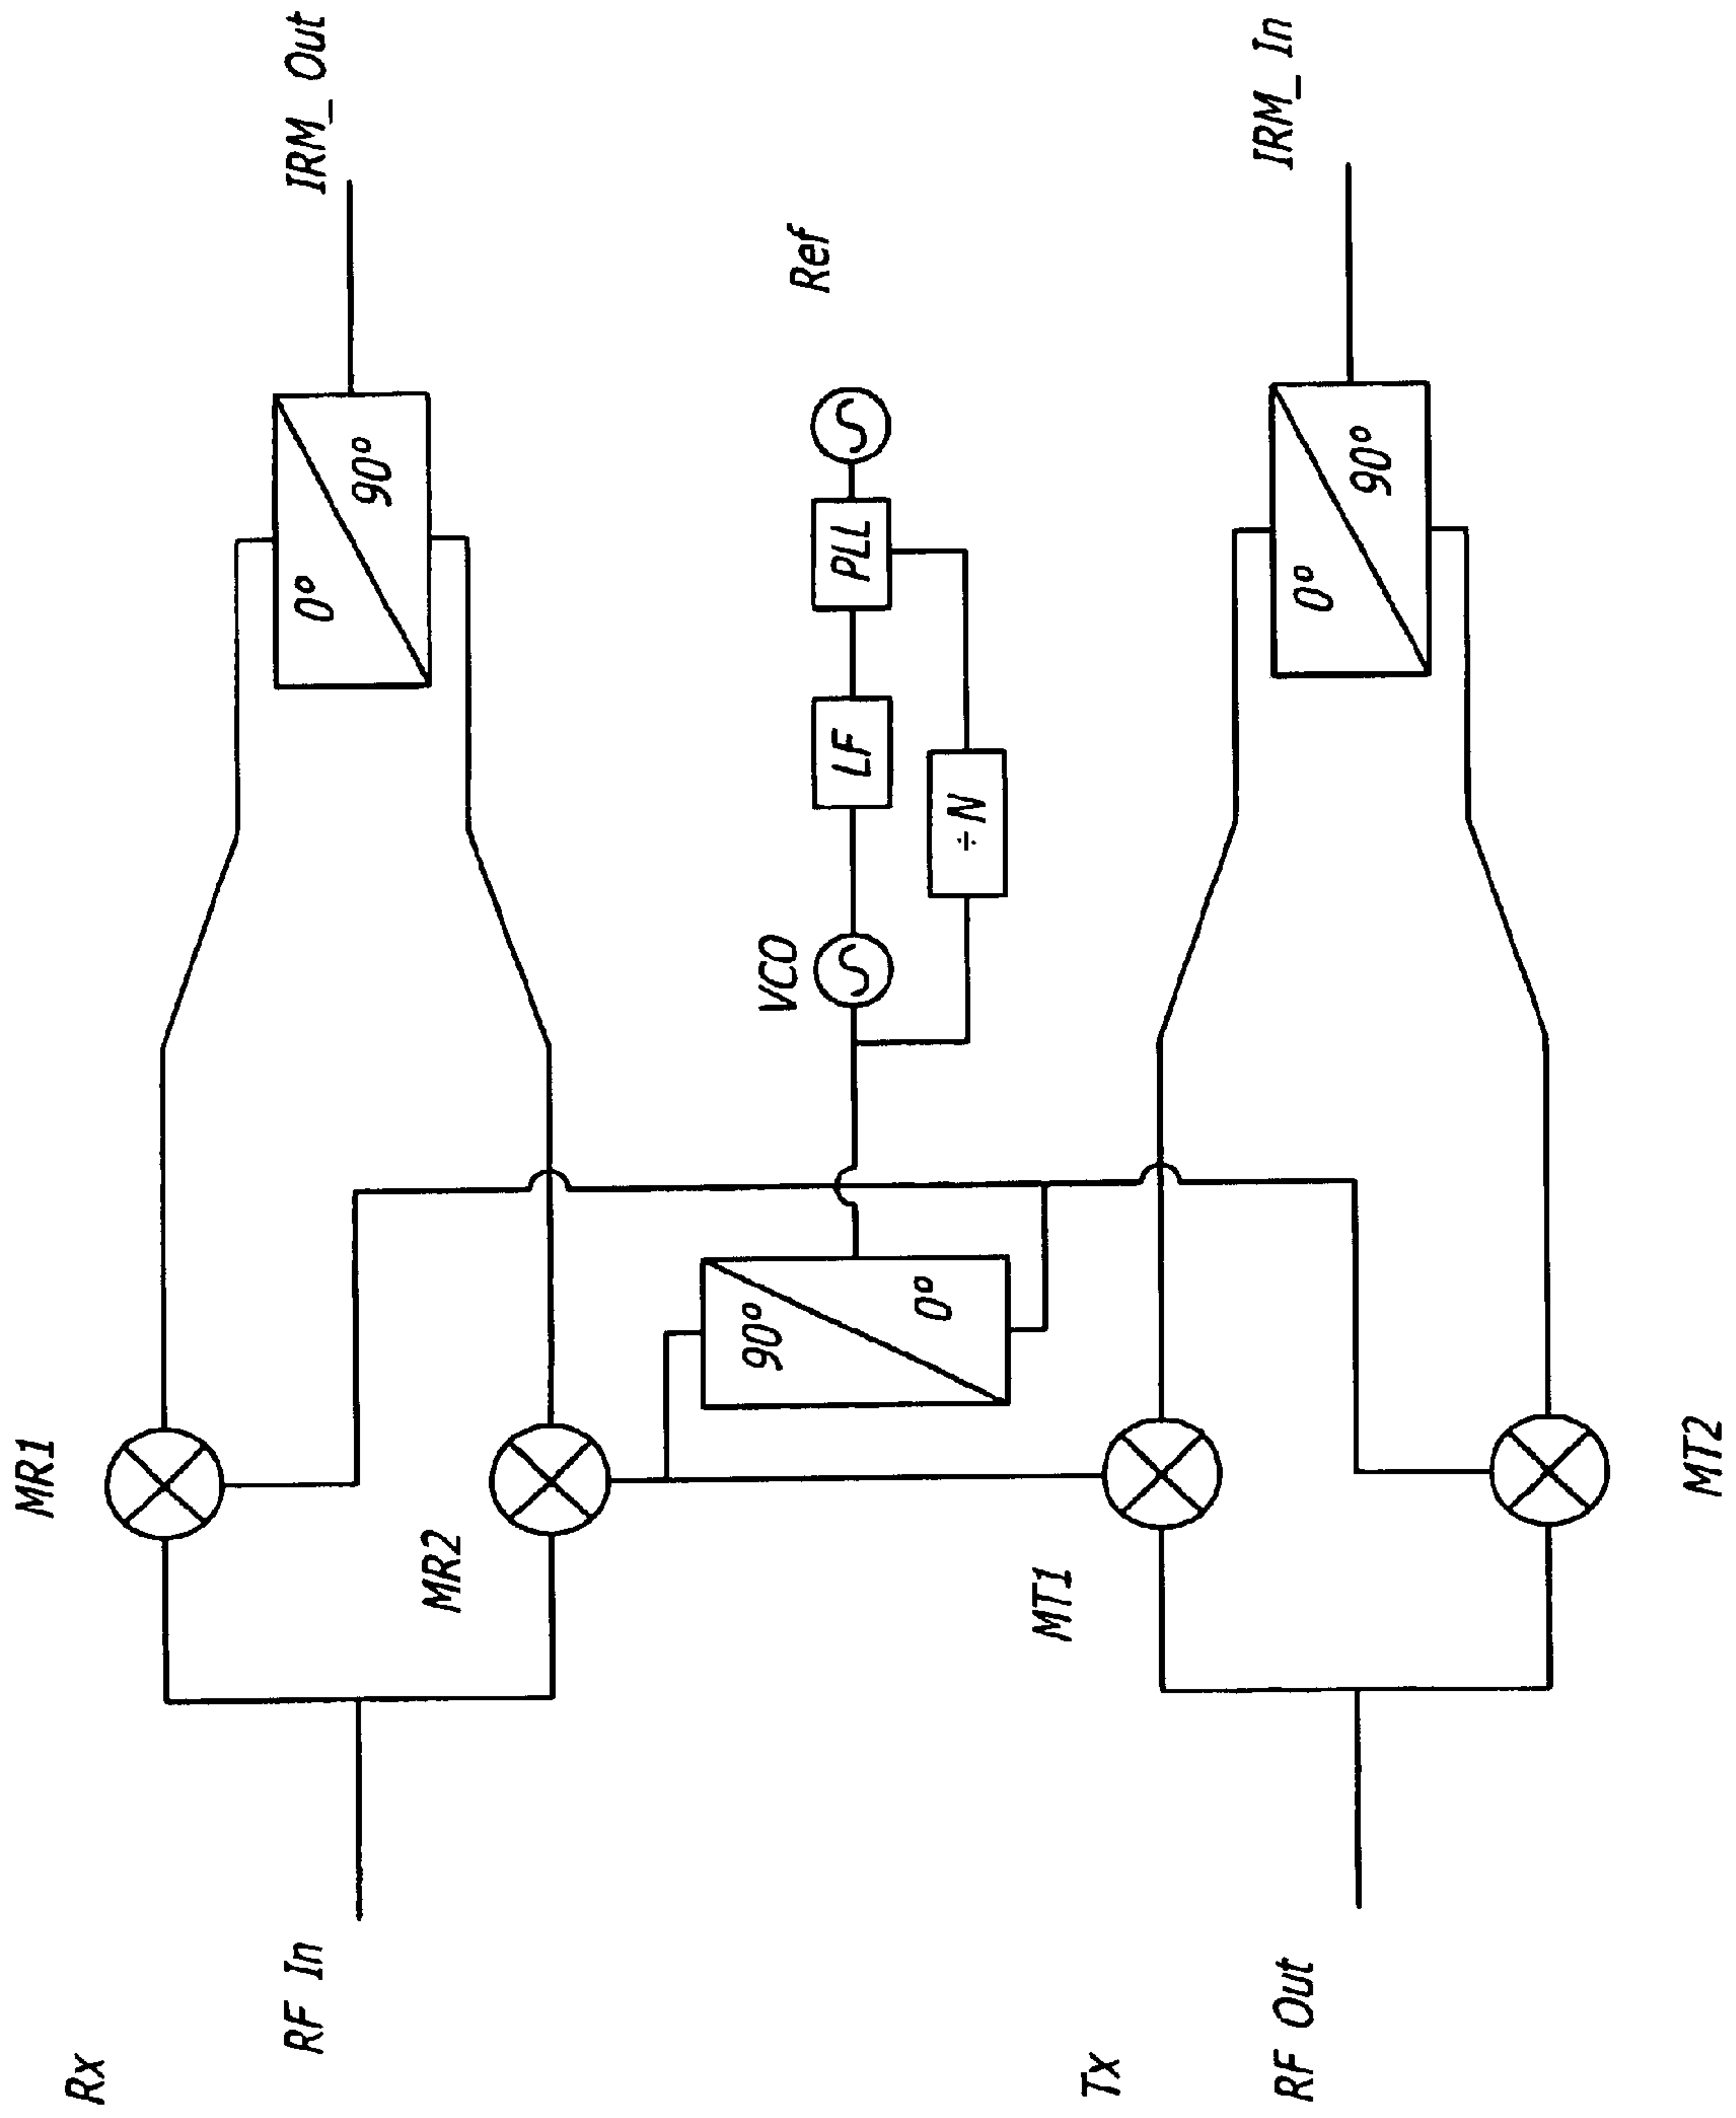 Rx
MR1
RF In
IRM_Out
0°
90°
MR2
90°
0°
VCO
LF
PLL
Ref
÷ N
Tx
MT1
RF Out
IRM_In
0°
90°
MT2